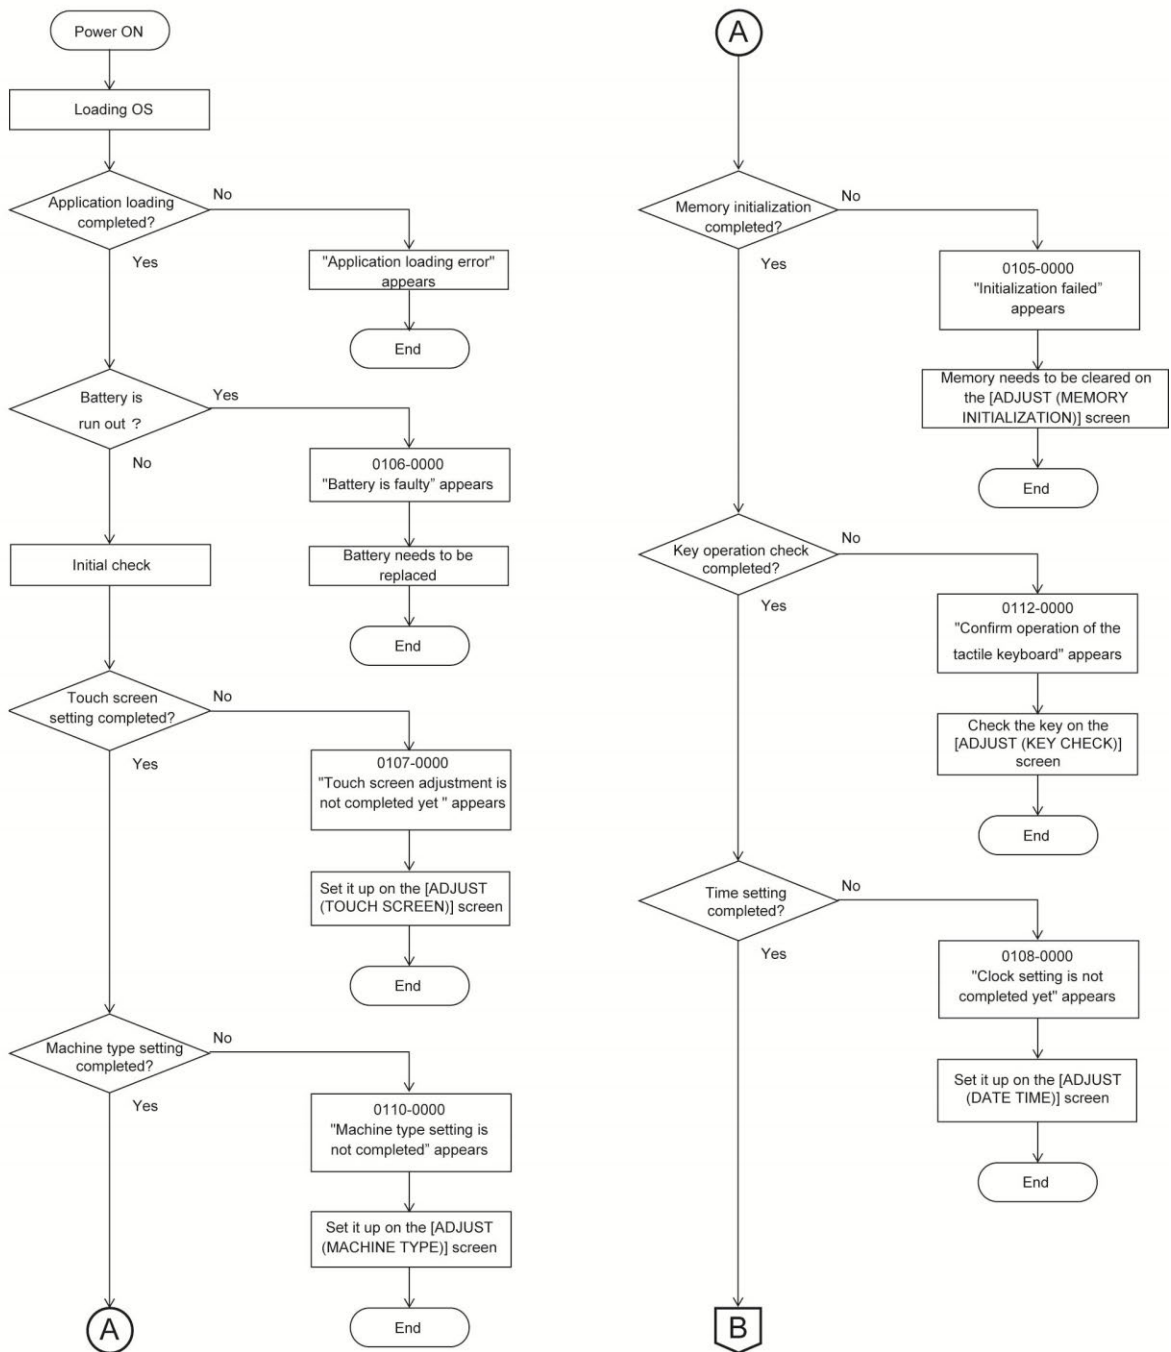 Power ON
Loading OS
Application loading
completed?
No
Yes
"Application loading error"
appears
End
Battery is
run out ?
Yes
No
0106-0000
"Battery is faulty” appears
Battery needs to be
replaced
End
Initial check
Touch screen
setting completed?
No
Yes
0107-0000
"Touch screen adjustment is
not completed yet " appears
Set it up on the [ADJUST
(TOUCH SCREEN)] screen
End
Machine type setting
completed?
No
Yes
0110-0000
"Machine type setting is
not completed” appears
Set it up on the [ADJUST
(MACHINE TYPE)] screen
End
A
A
Memory initialization
completed?
No
Yes
0105-0000
"Initialization failed”
appears
Memory needs to be cleared on
the [ADJUST (MEMORY
INITIALIZATION)] screen
End
Key operation check
completed?
No
Yes
0112-0000
"Confirm operation of the
tactile keyboard" appears
Check the key on the
[ADJUST (KEY CHECK)]
screen
End
Time setting
completed?
No
Yes
0108-0000
"Clock setting is not
completed yet" appears
Set it up on the [ADJUST
(DATE TIME)] screen
End
B